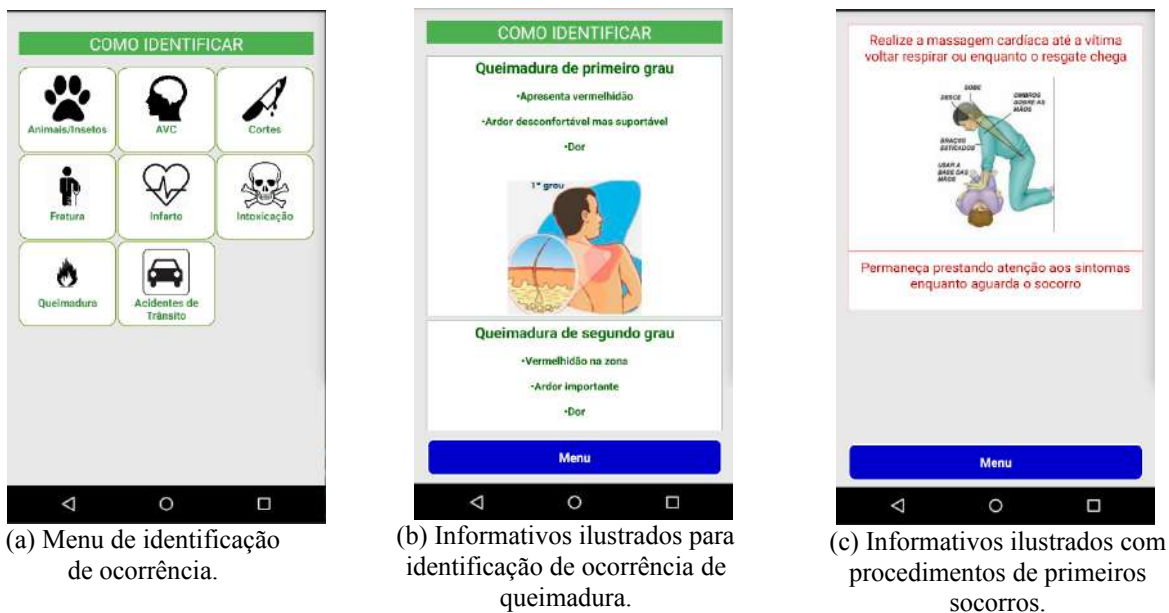 COMO IDENTIFICAR
Animais/Insetos
AVC
Cortes
Fratura
Infarto
Intoxicação
Queimadura
Acidentes de
Trânsito
(a) Menu de identificação
de ocorrência.
COMO IDENTIFICAR
Queimadura de primeiro grau
•Apresenta vermelhidão
•Ardor desconfortável mas suportável
•Dor
1º grau
Queimadura de segundo grau
•Vermelhidão na zona
•Ardor importante
•Dor
Menu
(b) Informativos ilustrados para
identificação de ocorrência de
queimadura.
Realize a massagem cardíaca até a vítima
voltar respirar ou enquanto o resgate chega
SOBE
DESCE
OMBROS
SOBRE AS
MÃOS
BRAÇOS
ESTICADOS
USAR A
BASE DAS
MÃOS
Permaneça prestando atenção aos sintomas
enquanto aguarda o socorro
Menu
(c) Informativos ilustrados com
procedimentos de primeiros
socorros.